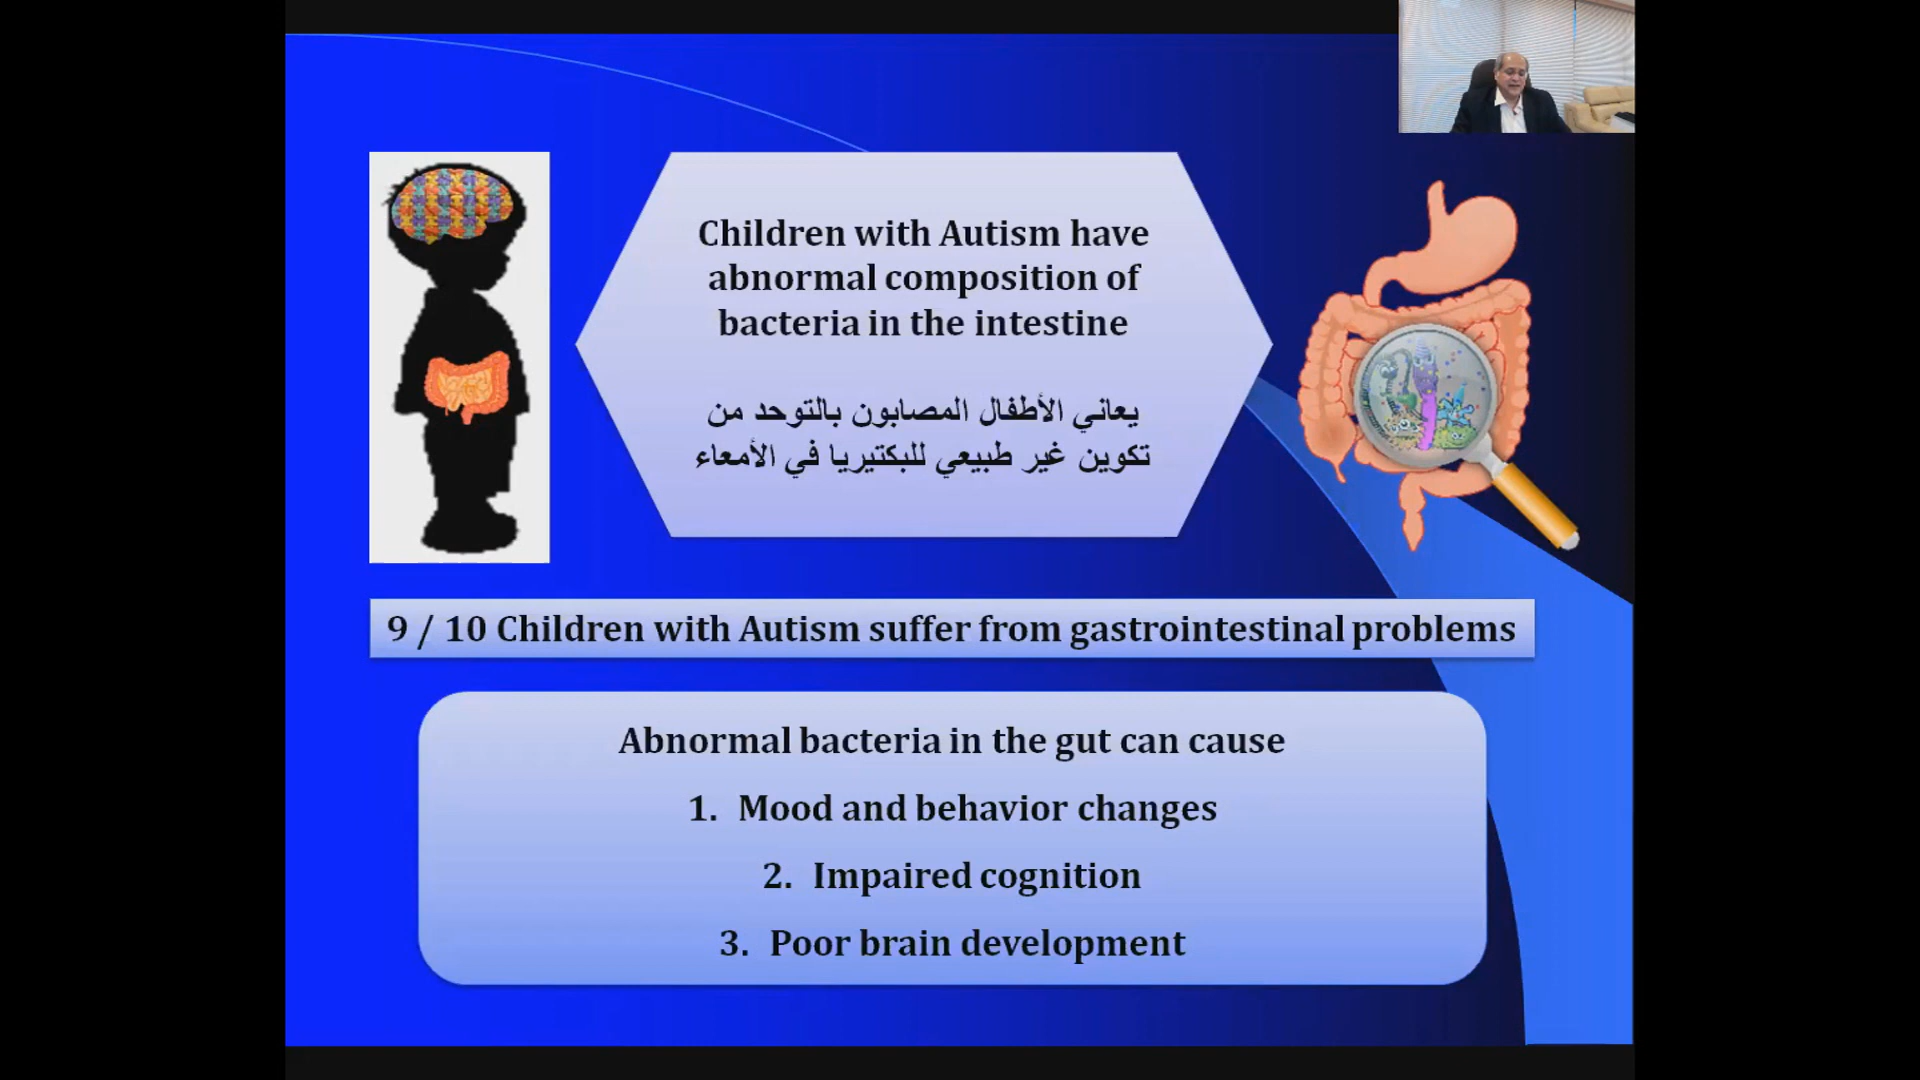 Children with Autism have
abnormal composition of
bacteria in the intestine
يعاني الأطفال المصابون بالتوحد من
تكوين غير طبيعي للبكتيريا في الأمعاء
9 / 10 Children with Autism suffer from gastrointestinal problems
Abnormal bacteria in the gut can cause
1. Mood and behavior changes
2. Impaired cognition
3. Poor brain development